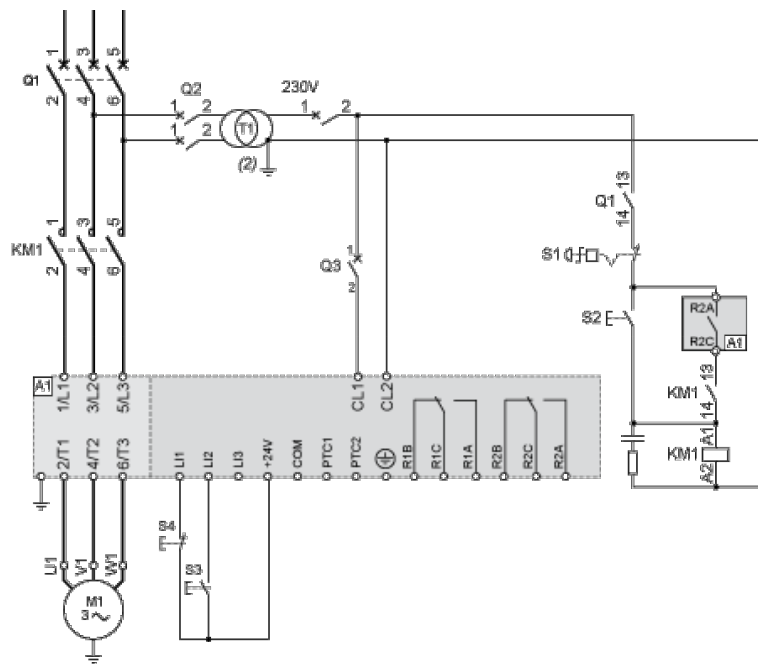 1 3 5
Q1
2 4 6
Q2
1 2
1 2
T1
(2)
230V
1 2
13
Q1
14
1 3 5
KM1
2 4 6
Q3
1
2
S1
S2
R2A
R2C A1
13
KM1
14
A1
KM1
A2
A1
1/L1 3/L2 5/L3
CL1 CL2
2/T1 4/T2 6/T3
LI1 LI2 LI3 +24V COM PTC1 PTC2 R1B R1C R1A R2B R2C R2A
S4
S3
V1 W1
M1
3